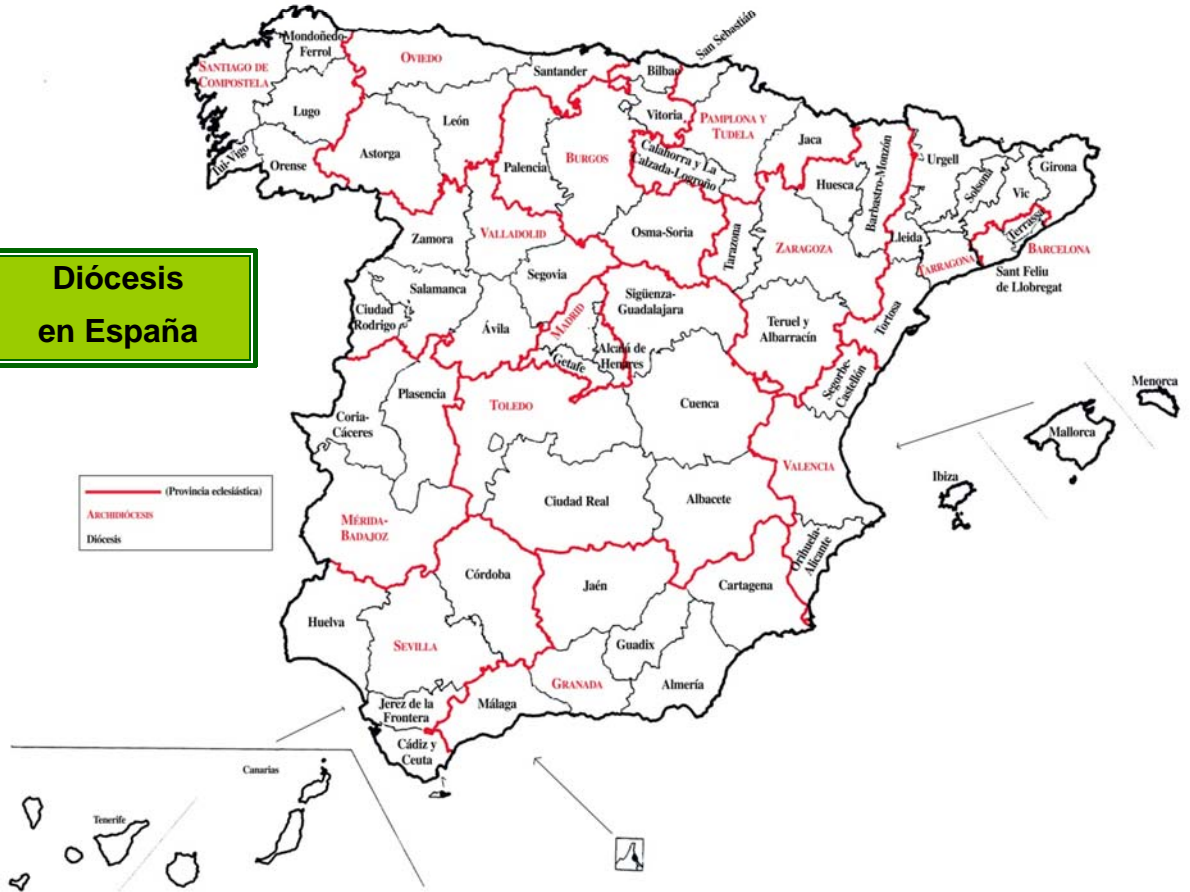 Diócesis
en España
Mondoñedo-
Ferrol
SANTIAGO DE
COMPOSTELA
OVIEDO
Santander
Bilbao
San Sebastián
Lugo
León
Vitoria
PAMPLONA Y
TUDELA
Tui-Vigo
Orense
Astorga
Palencia
BURGOS
Calahorra y La
Calzada-Logroño
Jaca
Huesca
Barbastro-Monzón
Urgell
Solsona
Vic
Girona
Zamora
VALLADOLID
Osma-Soria
Tarazona
ZARAGOZA
Lleida
TARRAGONA
Terrassa
BARCELONA
Sant Feliu
de Llobregat
Segovia
Salamanca
Ciudad
Rodrigo
Ávila
MADRID
Sigüenza-
Guadalajara
Alcalá de
Henares
Getafe
Teruel y
Albarracín
Tortosa
Segorbe-
Castellón
Plasencia
TOLEDO
Cuenca
Menorca
Mallorca
Coria-
Cáceres
VALENCIA
Ibiza
(Provincia eclesiástica)
ARCHIDIÓCESIS
Diócesis
MÉRIDA-
BADAJOZ
Ciudad Real
Albacete
Orihuela-
Alicante
Córdoba
Jaén
Cartagena
Huelva
SEVILLA
Guadix
GRANADA
Almería
Jerez de la
Frontera
Málaga
Cádiz y
Ceuta
Canarias
Tenerife